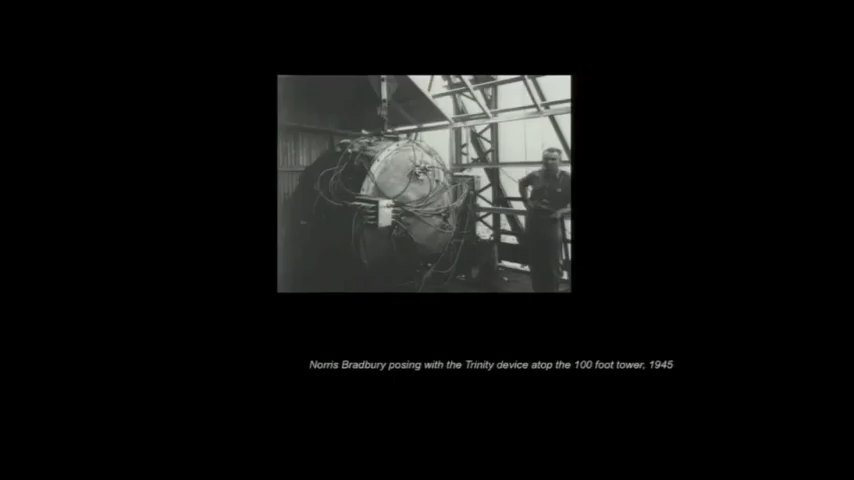 Norris Bradbury posing with the Trinity device atop the 100 foot tower, 1945